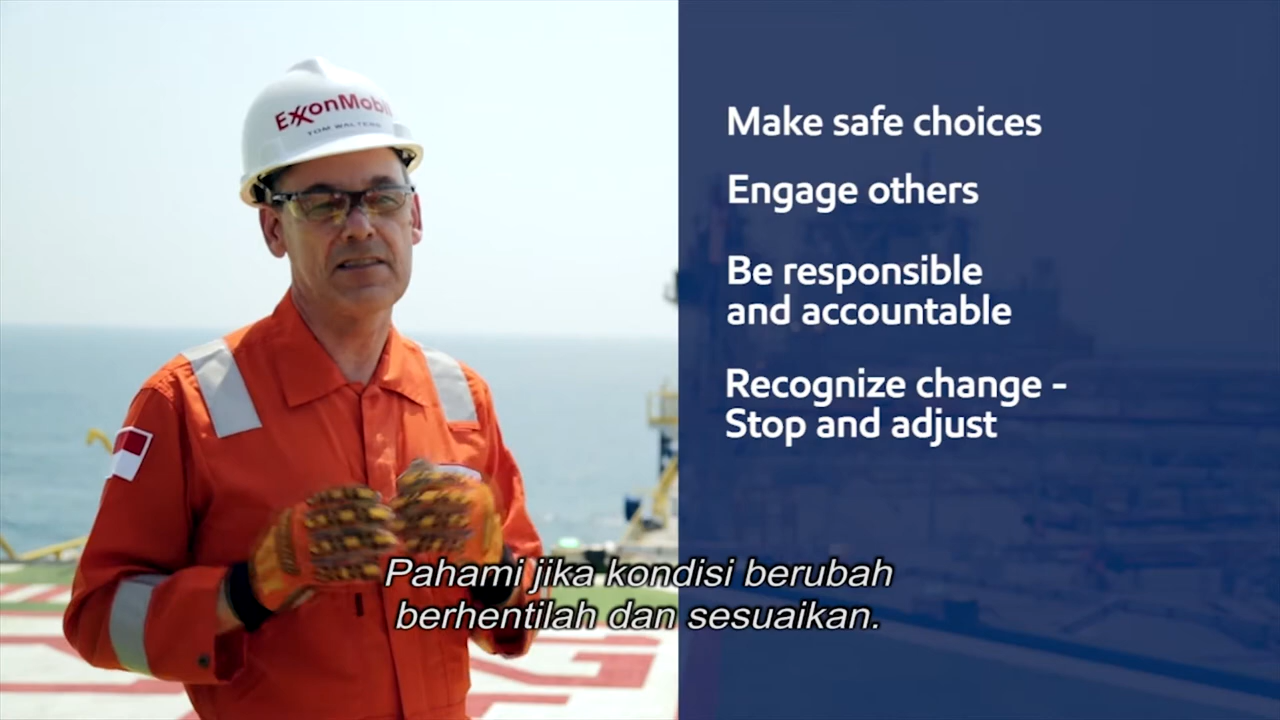 ExxonMobil
TOM WALTERS
Make safe choices
Engage others
Be responsible
and accountable
Recognize change -
Stop and adjust
Pahami jika kondisi berubah
berhentilah dan sesuaikan.